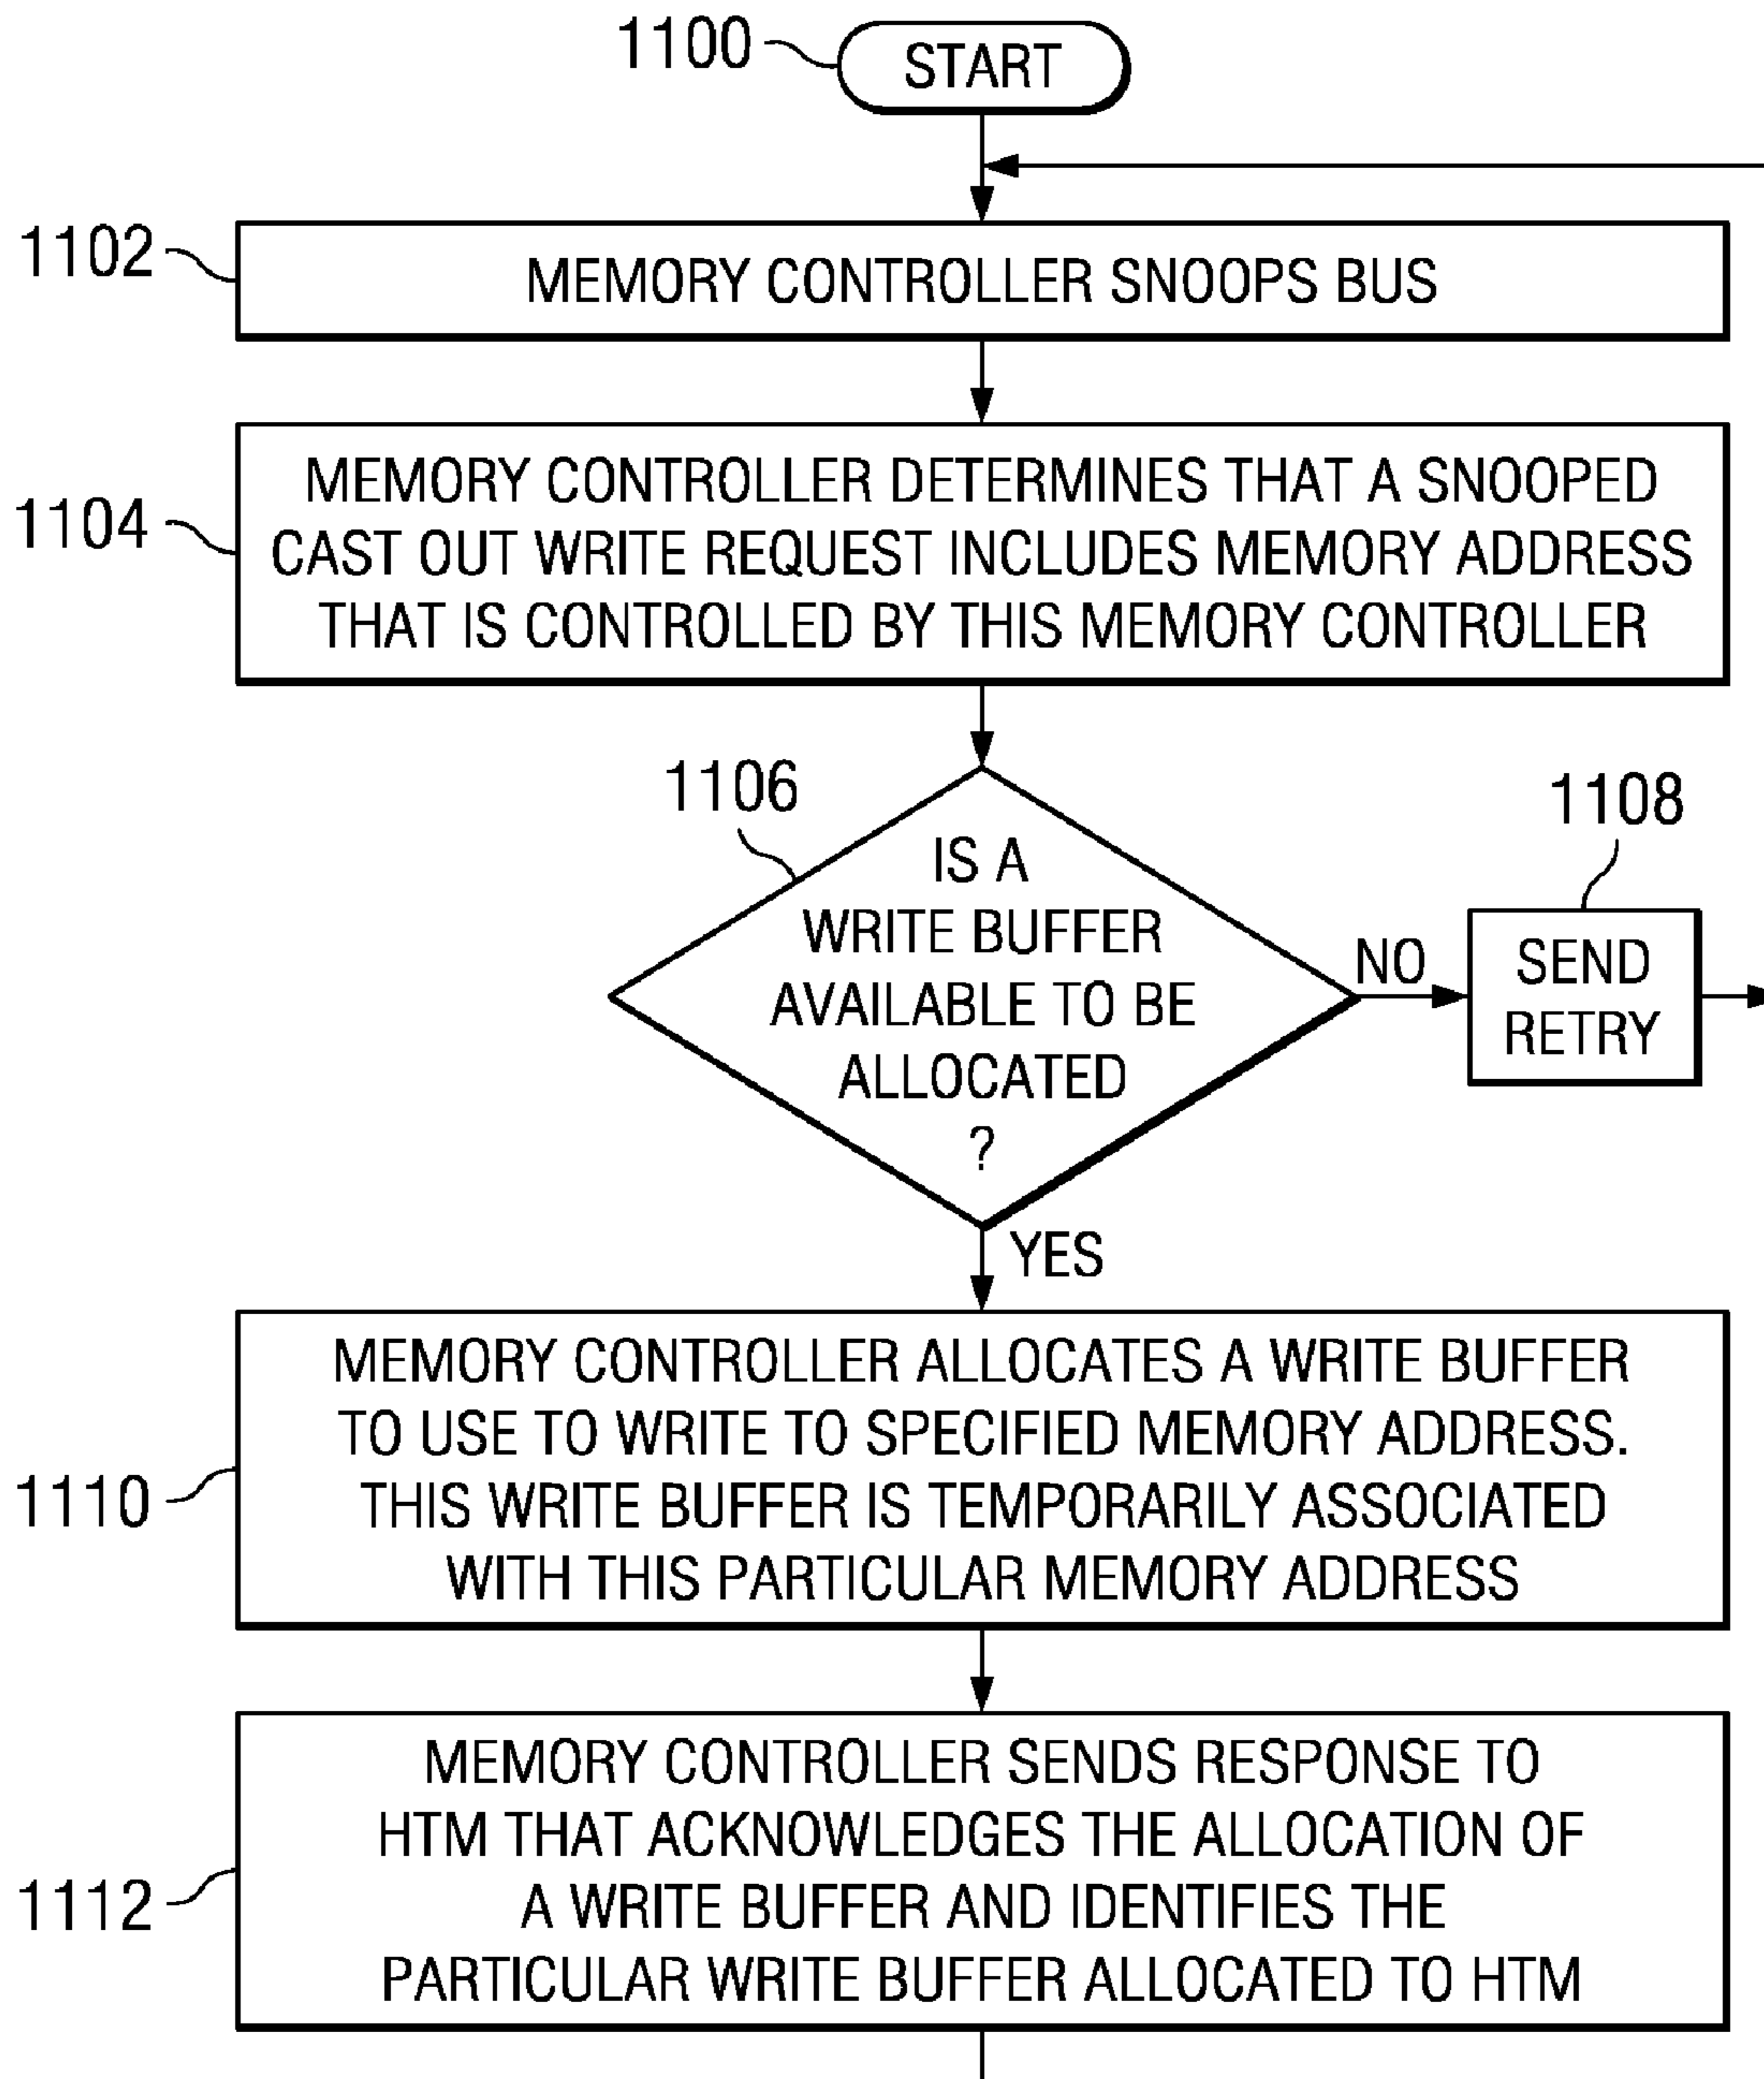 1100
START
1102
MEMORY CONTROLLER SNOOPS BUS
1104
MEMORY CONTROLLER DETERMINES THAT A SNOOPED
CAST OUT WRITE REQUEST INCLUDES MEMORY ADDRESS
THAT IS CONTROLLED BY THIS MEMORY CONTROLLER
1106
IS A
WRITE BUFFER
AVAILABLE TO BE
ALLOCATED
?
NO
1108
SEND
RETRY
YES
1110
MEMORY CONTROLLER ALLOCATES A WRITE BUFFER
TO USE TO WRITE TO SPECIFIED MEMORY ADDRESS.
THIS WRITE BUFFER IS TEMPORARILY ASSOCIATED
WITH THIS PARTICULAR MEMORY ADDRESS
1112
MEMORY CONTROLLER SENDS RESPONSE TO
HTM THAT ACKNOWLEDGES THE ALLOCATION OF
A WRITE BUFFER AND IDENTIFIES THE
PARTICULAR WRITE BUFFER ALLOCATED TO HTM